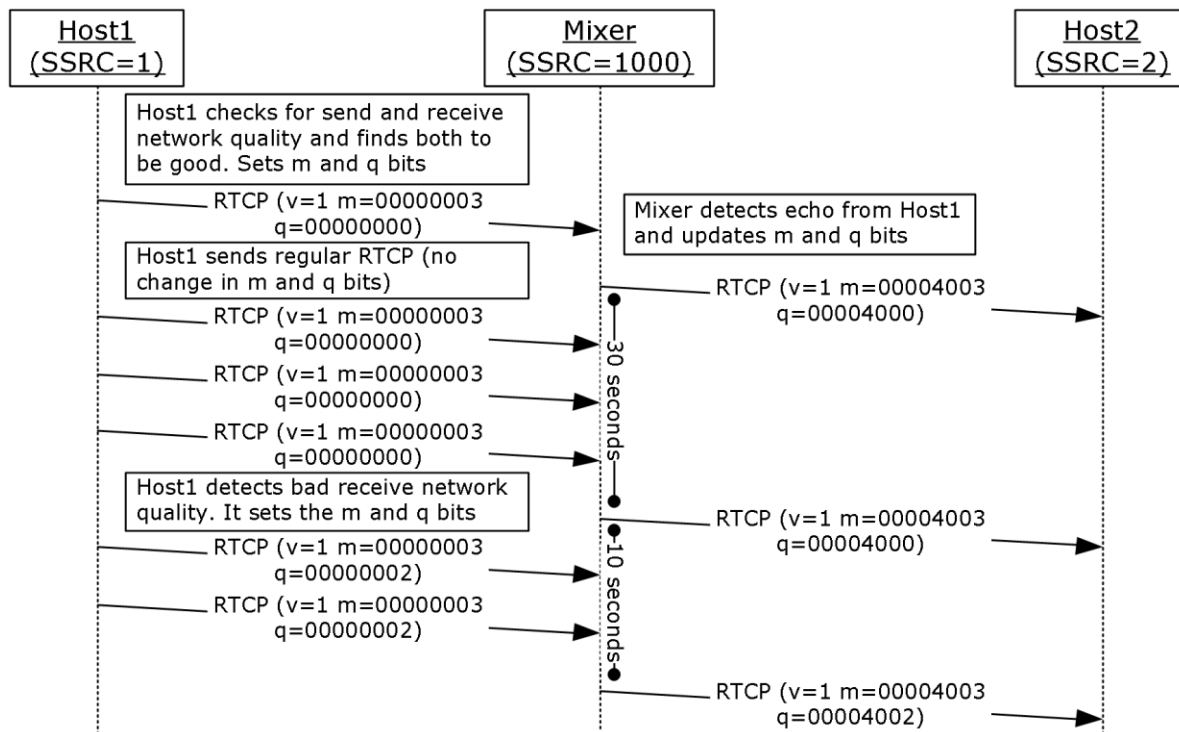 Host1
(SSRC=1)
Mixer
(SSRC=1000)
Host2
(SSRC=2)
Host1 checks for send and receive
network quality and finds both to
be good. Sets m and q bits
RTCP (v=1 m=00000003
q=00000000)
Mixer detects echo from Host1
and updates m and q bits
Host1 sends regular RTCP (no
change in m and q bits)
RTCP (v=1 m=00004003
q=00004000)
RTCP (v=1 m=00000003
q=00000000)
30 seconds
RTCP (v=1 m=00000003
q=00000000)
RTCP (v=1 m=00000003
q=00000000)
Host1 detects bad receive network
quality. It sets the m and q bits
RTCP (v=1 m=00004003
q=00004000)
RTCP (v=1 m=00000003
q=00000002)
10 seconds
RTCP (v=1 m=00000003
q=00000002)
RTCP (v=1 m=00004003
q=00004002)